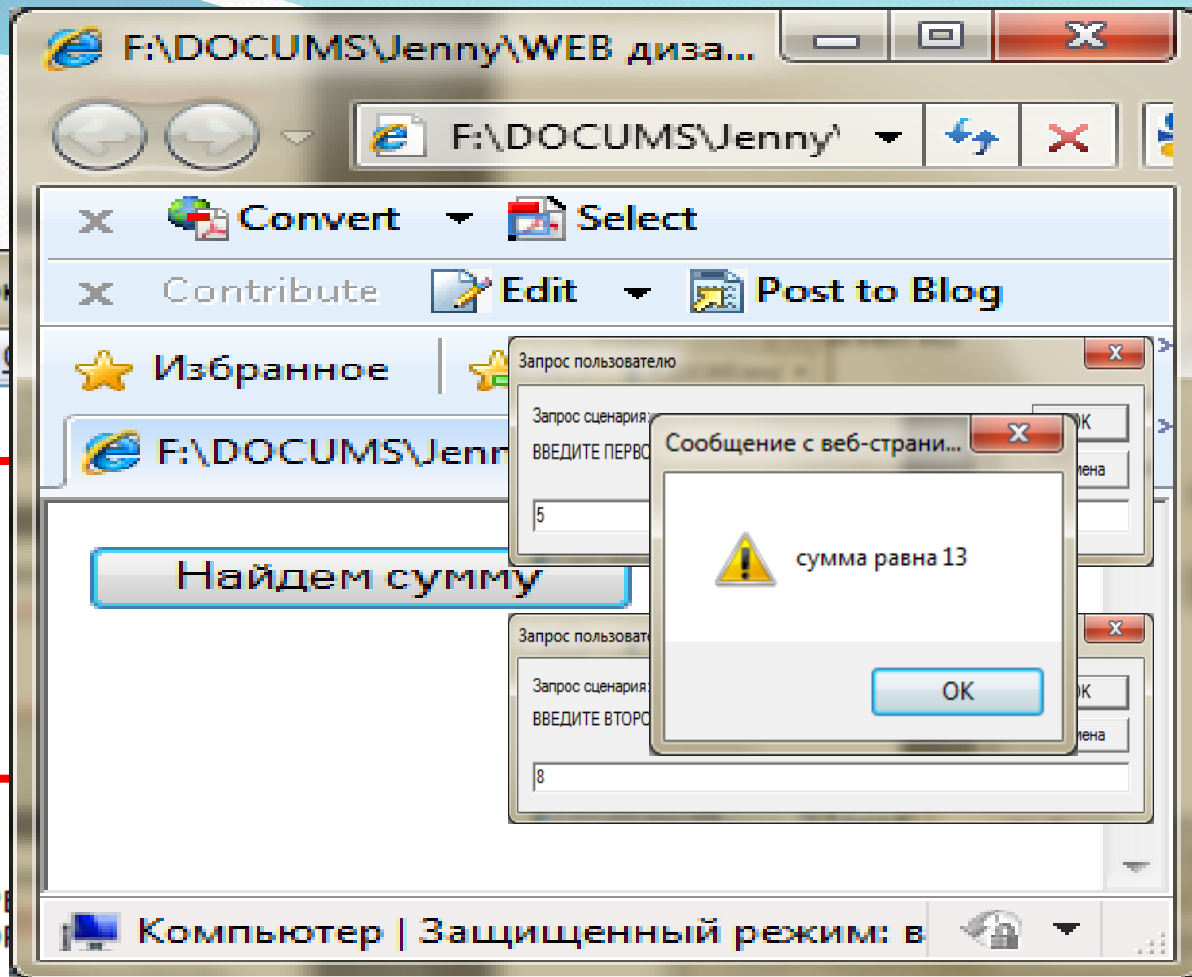 F:\DOCUMS\Jenny\WEB диза...
F:\DOCUMS\Jenny'
Convert
Select
Contribute
Edit
Post to Blog
Избранное
F:\DOCUMS\Jenn
Найдем сумму
Запрос пользователю
Запрос сценария:
ВВЕДИТЕ ПЕРВО
5
Сообщение с веб-страни...
сумма равна 13
OK
Запрос пользоват
Запрос сценария:
ВВЕДИТЕ ВТОРО
8
Компьютер | Защищенный режим: в